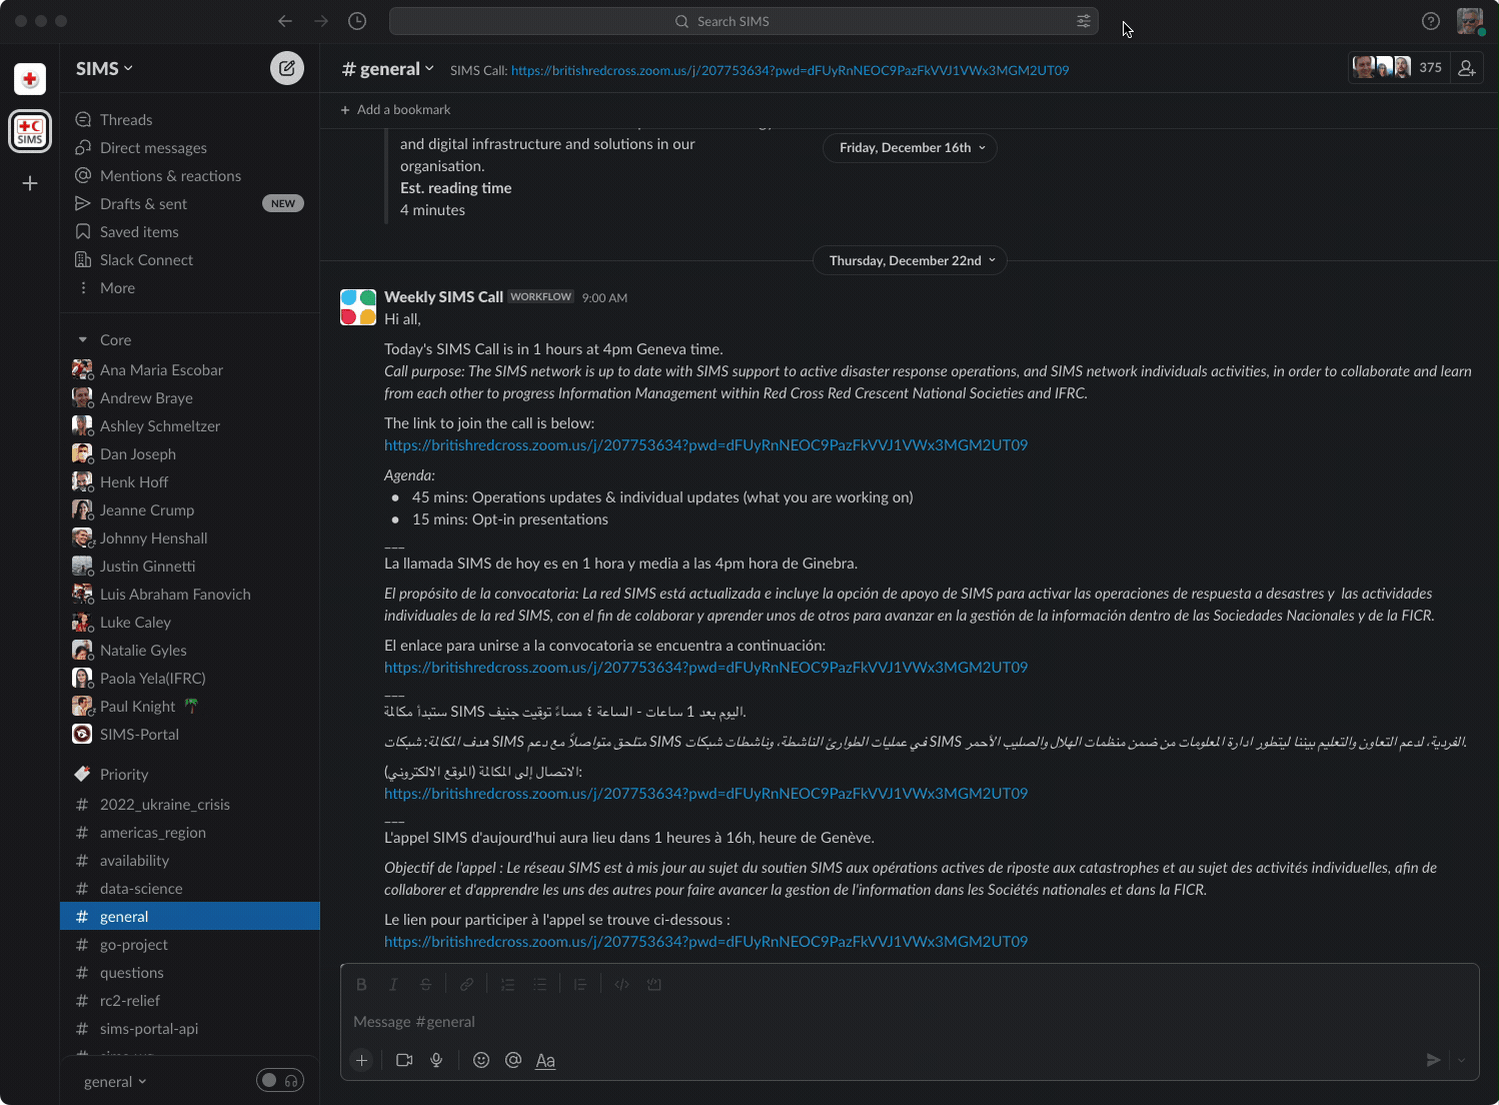 Search SIMS
SIMS
SIMS
# general
SIMS Call: https://britishredcross.zoom.us/j/207753634?pwd=dFUyRnNEOC9PazFkVVJ1VWx3MGM2UT09
375
+ Add a bookmark
Threads
Direct messages
Mentions & reactions
Drafts & sent NEW
Saved items
Slack Connect
More
Core
Ana Maria Escobar
Andrew Braye
Ashley Schmeltzer
Dan Joseph
Henk Hoff
Jeanne Crump
Johnny Henshall
Justin Ginnetti
Luis Abraham Fanovich
Luke Caley
Natalie Gyles
Paola Yela(IFRC)
Paul Knight 🌴
SIMS-Portal
Priority
# 2022_ukraine_crisis
# americas_region
# availability
# data-science
# general
# go-project
# questions
# rc2-relief
# sims-portal-api
general
and digital infrastructure and solutions in our
organisation.
Est. reading time
4 minutes
Friday, December 16th
Thursday, December 22nd
Weekly SIMS Call WORKFLOW 9:00 AM
Hi all,
Today's SIMS Call is in 1 hours at 4pm Geneva time.
Call purpose: The SIMS network is up to date with SIMS support to active disaster response operations, and SIMS network individuals activities, in order to collaborate and learn
from each other to progress Information Management within Red Cross Red Crescent National Societies and IFRC.
The link to join the call is below:
https://britishredcross.zoom.us/j/207753634?pwd=dFUyRnNEOC9PazFkVVJ1VWx3MGM2UT09
Agenda:
● 45 mins: Operations updates & individual updates (what you are working on)
● 15 mins: Opt-in presentations
___
La llamada SIMS de hoy es en 1 hora y media a las 4pm hora de Ginebra.
El propósito de la convocatoria: La red SIMS está actualizada e incluye la opción de apoyo de SIMS para activar las operaciones de respuesta a desastres y  las actividades
individuales de la red SIMS, con el fin de colaborar y aprender unos de otros para avanzar en la gestión de la información dentro de las Sociedades Nacionales y de la FICR.
El enlace para unirse a la convocatoria se encuentra a continuación:
https://britishredcross.zoom.us/j/207753634?pwd=dFUyRnNEOC9PazFkVVJ1VWx3MGM2UT09
___
ستبدأ مكالمة SIMS اليوم بعد 1 ساعات - الساعة ٤ مساءً توقيت جنيف.
هدف المكالمة: شبكات SIMS متلحق متواصلاً مع دعم SIMS في عمليات الطوارئ الناشطة، وناشطات شبكات SIMS الفردية، لدعم التعاون والتعليم بيننا ليتطور ادارة المعلومات من ضمن منظمات الهلال والصليب الأحمر.
الاتصال إلى المكالمة (الموقع الالكتروني):
https://britishredcross.zoom.us/j/207753634?pwd=dFUyRnNEOC9PazFkVVJ1VWx3MGM2UT09
___
L'appel SIMS d'aujourd'hui aura lieu dans 1 heures à 16h, heure de Genève.
Objectif de l'appel : Le réseau SIMS est à mis jour au sujet du soutien SIMS aux opérations actives de riposte aux catastrophes et au sujet des activités individuelles, afin de
collaborer et d'apprendre les uns des autres pour faire avancer la gestion de l'information dans les Sociétés nationales et dans la FICR.
Le lien pour participer à l'appel se trouve ci-dessous :
https://britishredcross.zoom.us/j/207753634?pwd=dFUyRnNEOC9PazFkVVJ1VWx3MGM2UT09
Message #general
Aa